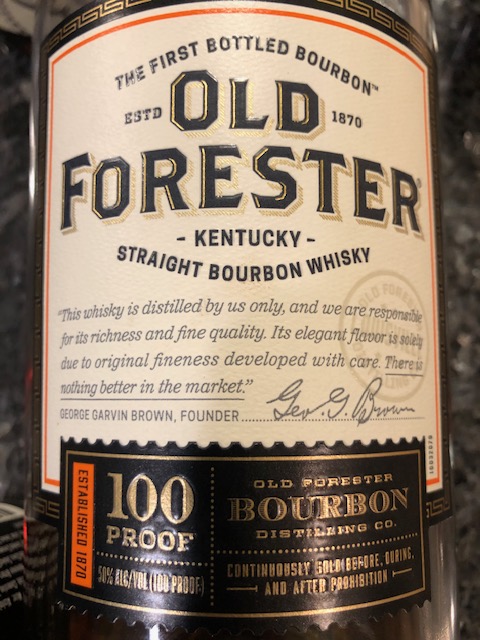 THE FIRST BOTTLED BOURBON™
ESTD OLD 1870
FORESTER®
- KENTUCKY -
STRAIGHT BOURBON WHISKY
"This whisky is distilled by us only, and we are responsible
for its richness and fine quality. Its elegant flavor is solely
due to original fineness developed with care. There is
nothing better in the market."
GEORGE GARVIN BROWN, FOUNDER Geo. G. Brown
ESTABLISHED 1870
100
PROOF
50% ALC/VOL (100 PROOF)
OLD FORESTER
BOURBON
DISTILLING CO.
CONTINUOUSLY SOLD BEFORE, DURING,
AND AFTER PROHIBITION